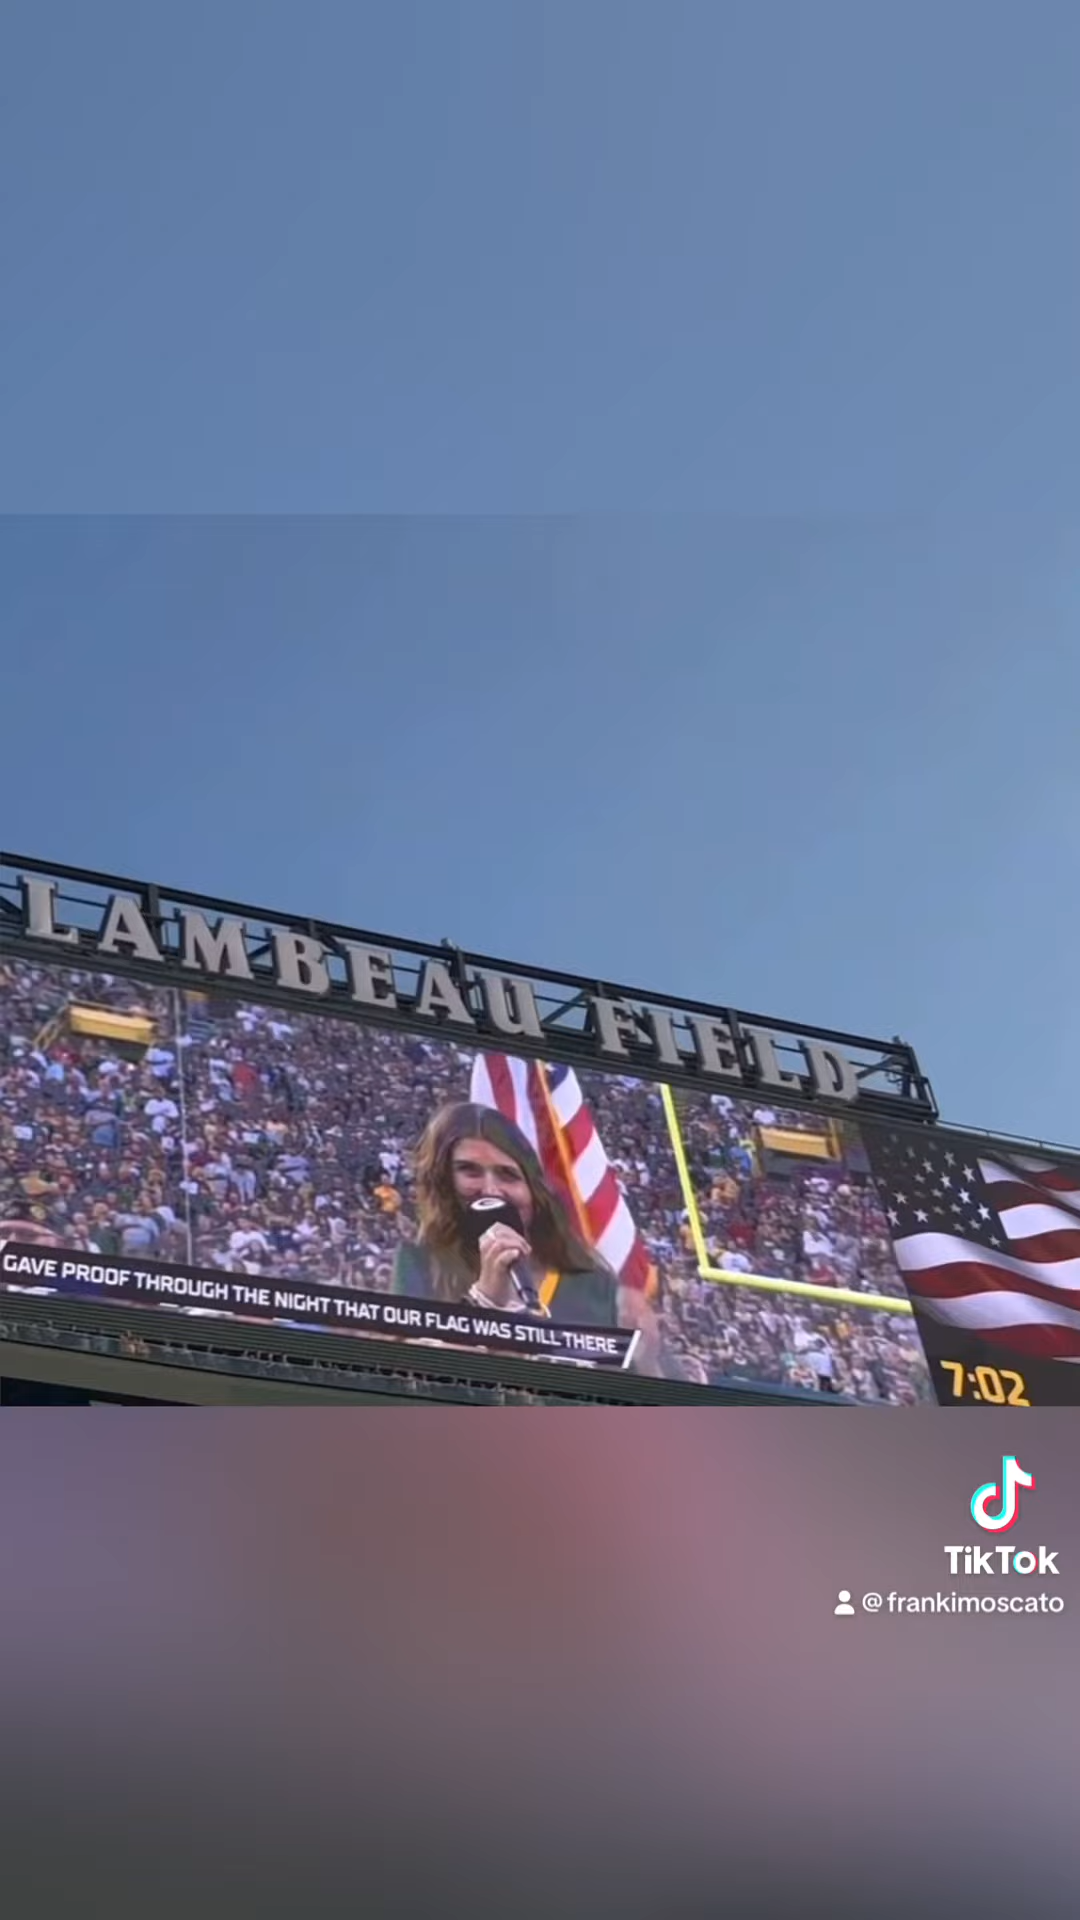 LAMBEAU FIELD
G
GAVE PROOF THROUGH THE NIGHT THAT OUR FLAG WAS STILL THERE
7:02
TikTok
@frankimoscato